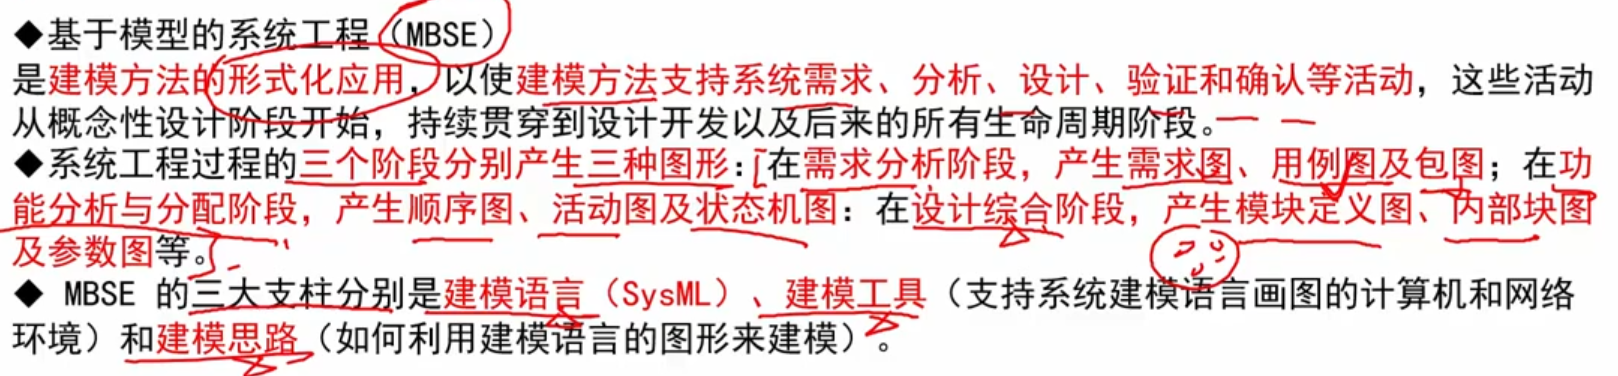 ◆基于模型的系统工程（MBSE）
是建模方法的形式化应用，以使建模方法支持系统需求、分析、设计、验证和确认等活动，这些活动
从概念性设计阶段开始，持续贯穿到设计开发以及后来的所有生命周期阶段。
◆系统工程过程的三个阶段分别产生三种图形：在需求分析阶段，产生需求图、用例图及包图；在功
能分析与分配阶段，产生顺序图、活动图及状态机图：在设计综合阶段，产生模块定义图、内部块图
及参数图等。
◆ MBSE 的三大支柱分别是建模语言（SysML）、建模工具（支持系统建模语言画图的计算机和网络
环境）和建模思路（如何利用建模语言的图形来建模）。